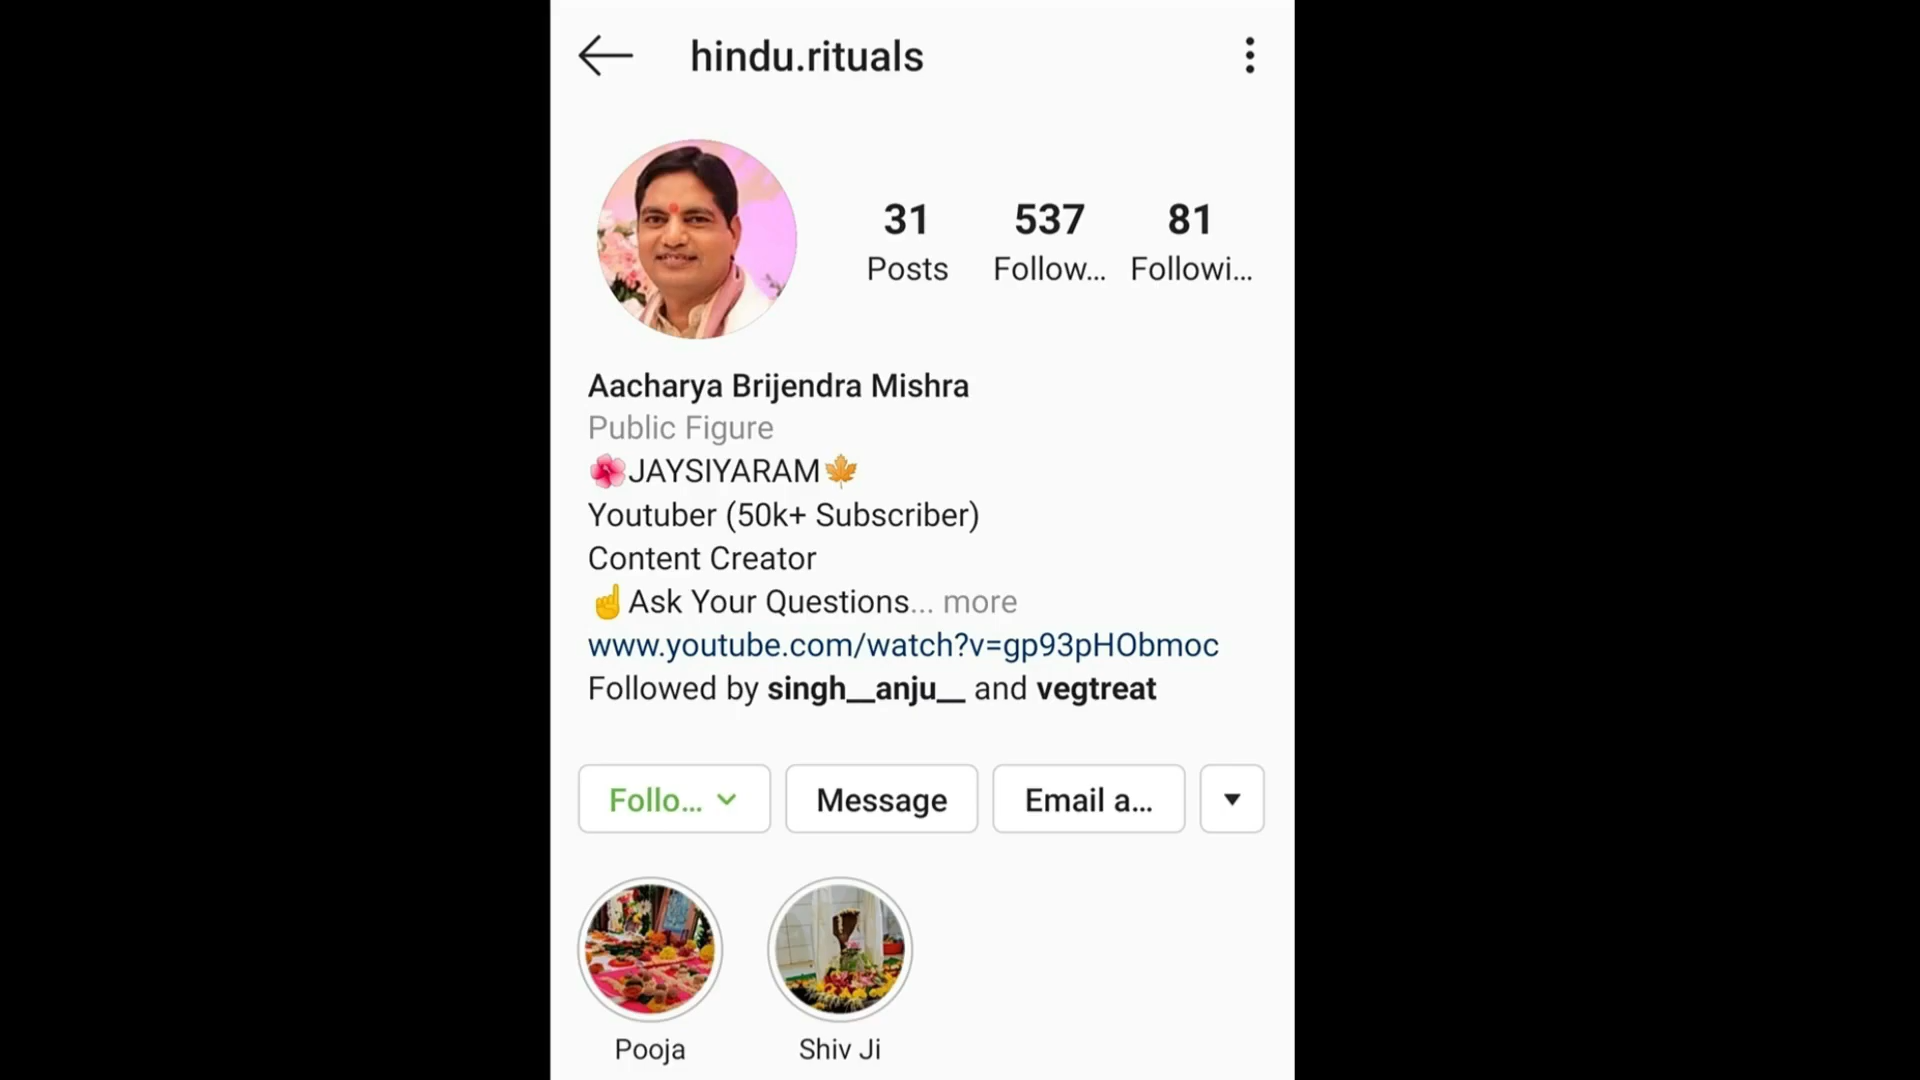 hindu.rituals
31 537 81
Posts Follow... Followi...
Aacharya Brijendra Mishra
Public Figure
🌺JAYSIYARAM🍁
Youtuber (50k+ Subscriber)
Content Creator
☝️Ask Your Questions... more
www.youtube.com/watch?v=gp93pHObmoc
Followed by singh__anju__ and vegtreat
Follo... Message Email a...
Pooja Shiv Ji